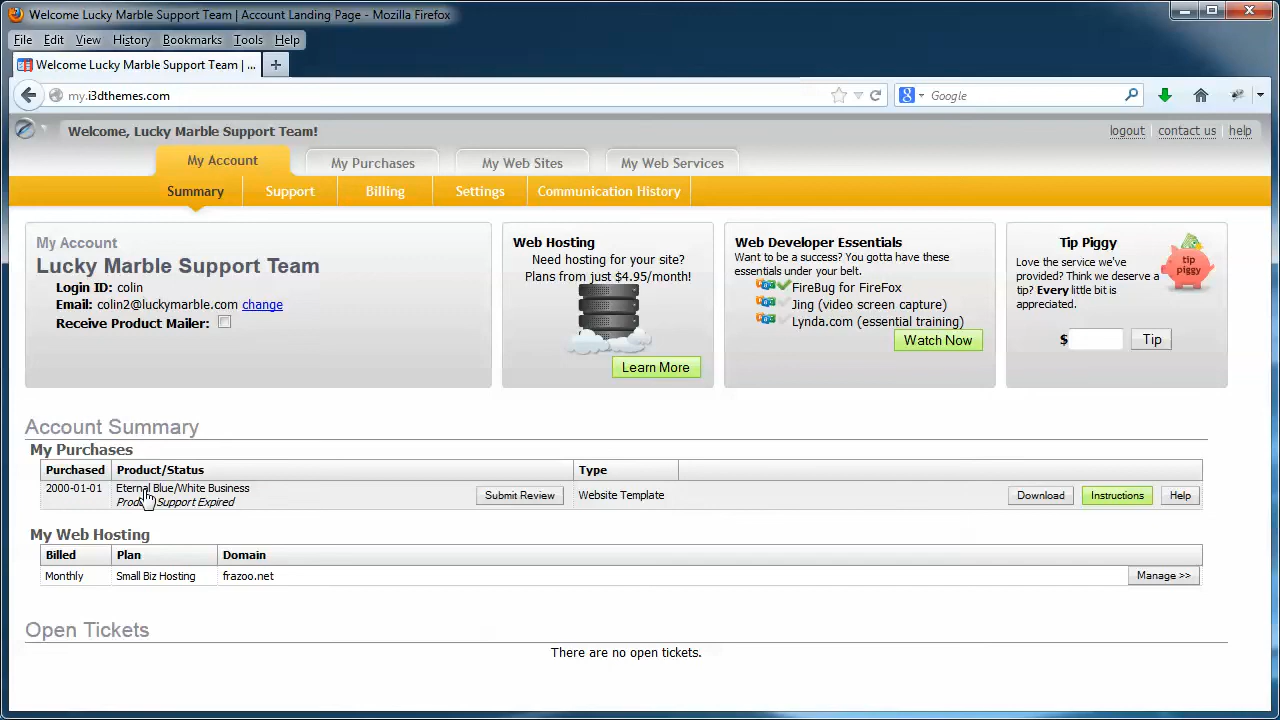 Welcome Lucky Marble Support Team | Account Landing Page - Mozilla Firefox
File Edit View History Bookmarks Tools Help
Welcome Lucky Marble Support Team | ...
my.i3dthemes.com
Google
Welcome, Lucky Marble Support Team!
logout contact us help
My Account My Purchases My Web Sites My Web Services
Summary Support Billing Settings Communication History
My Account
Lucky Marble Support Team
Login ID: colin
Email: colin2@luckymarble.com change
Receive Product Mailer:
Web Hosting
Need hosting for your site?
Plans from just $4.95/month!
Learn More
Web Developer Essentials
Want to be a success? You gotta have these
essentials under your belt.
FireBug for FireFox
Jing (video screen capture)
Lynda.com (essential training)
Watch Now
Tip Piggy
Love the service we've
provided? Think we deserve a
tip? Every little bit is
appreciated.
tip
piggy
$ Tip
Account Summary
My Purchases
Purchased Product/Status Type
2000-01-01 Eternal Blue/White Business Submit Review Website Template Download Instructions Help
Product Support Expired
My Web Hosting
Billed Plan Domain
Monthly Small Biz Hosting frazoo.net Manage >>
Open Tickets
There are no open tickets.